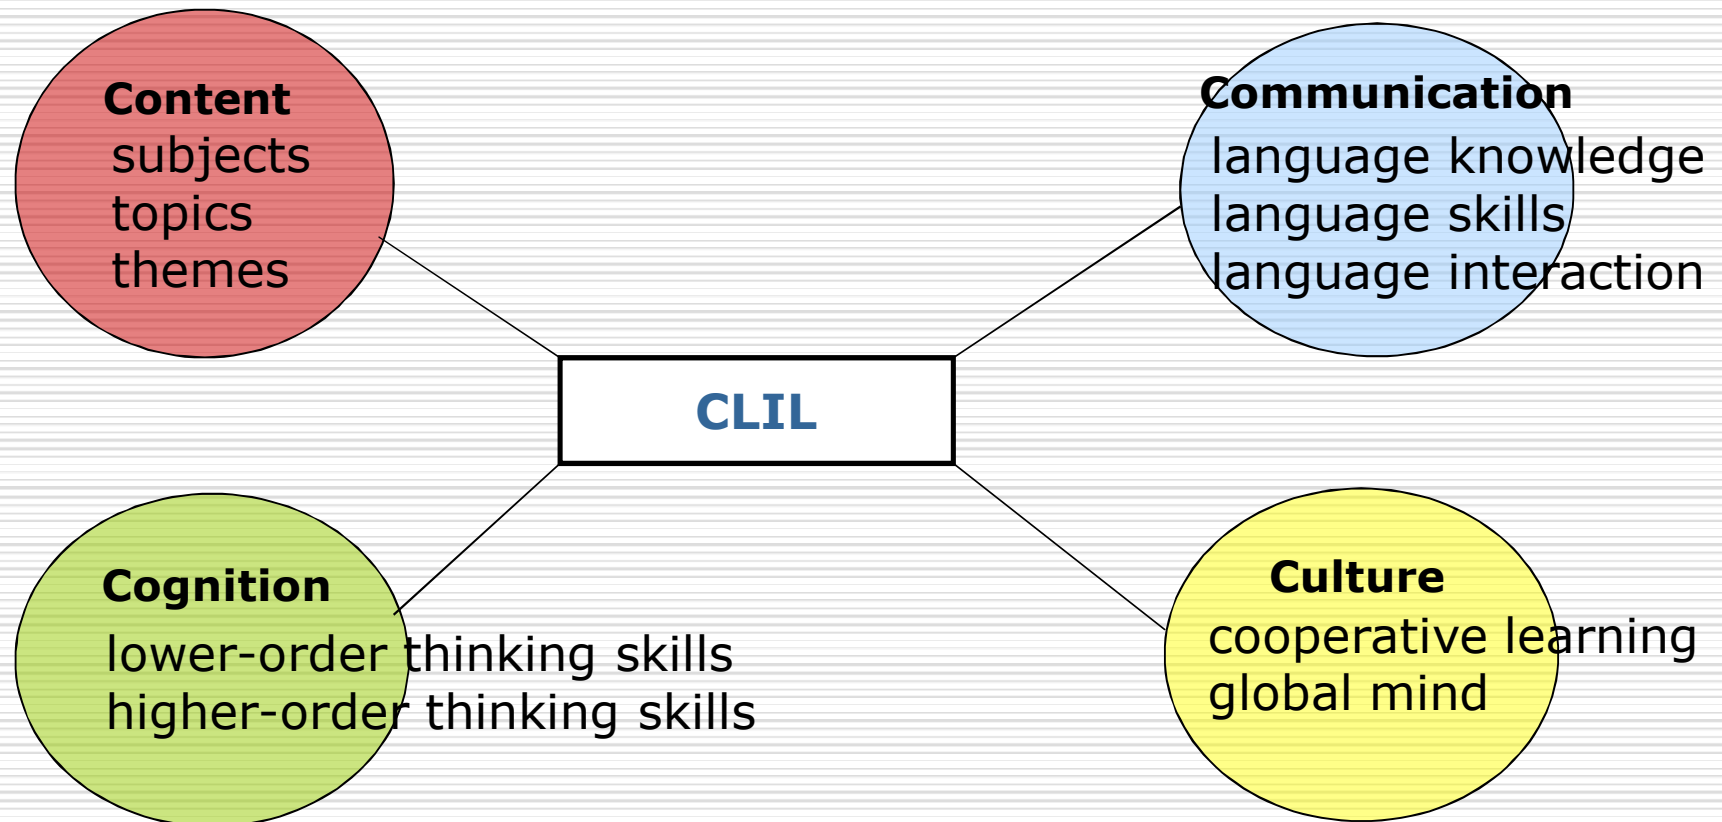 Content
subjects
topics
themes
Communication
language knowledge
language skills
language interaction
CLIL
Cognition
lower-order thinking skills
higher-order thinking skills
Culture
cooperative learning
global mind